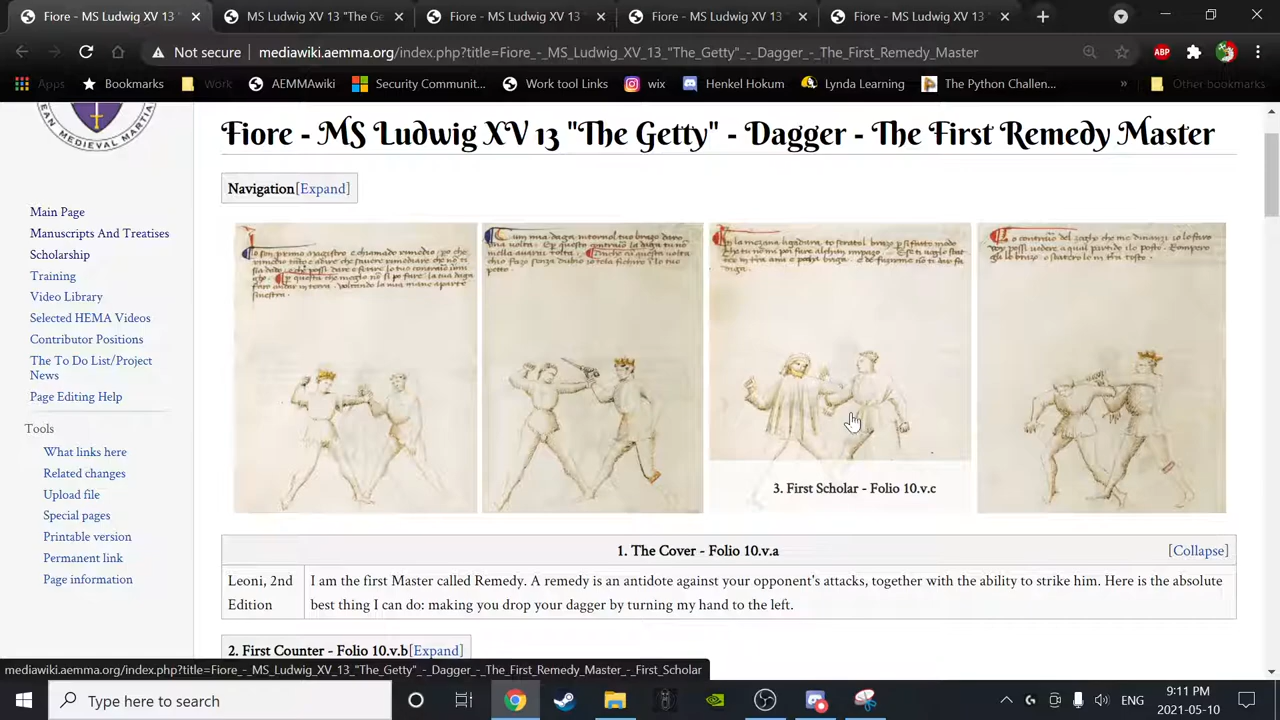 Fiore - MS Ludwig XV 13 "
MS Ludwig XV 13 "The Ge
Fiore - MS Ludwig XV 13
Fiore - MS Ludwig XV 13
Fiore - MS Ludwig XV 13
Not secure
mediawiki.aemma.org/index.php?title=Fiore_-_MS_Ludwig_XV_13_"The_Getty"_-_Dagger_-_The_First_Remedy_Master
ABP
Apps
Bookmarks
Work
AEMMAwiki
Security Communit...
Work tool Links
wix
Henkel Hokum
Lynda Learning
The Python Challen...
»
Other bookmarks
Fiore - MS Ludwig XV 13 "The Getty" - Dagger - The First Remedy Master
Navigation[Expand]
Main Page
Manuscripts And Treatises
Scholarship
Training
Video Library
Selected HEMA Videos
Contributor Positions
The To Do List/Project
News
Page Editing Help
Tools
What links here
Related changes
Upload file
Special pages
Printable version
Permanent link
Page information
3. First Scholar - Folio 10.v.c
1. The Cover - Folio 10.v.a
[Collapse]
Leoni, 2nd
Edition
I am the first Master called Remedy. A remedy is an antidote against your opponent's attacks, together with the ability to strike him. Here is the absolute
best thing I can do: making you drop your dagger by turning my hand to the left.
2. First Counter - Folio 10.v.b[Expand]
mediawiki.aemma.org/index.php?title=Fiore_-_MS_Ludwig_XV_13_"The_Getty"_-_Dagger_-_The_First_Remedy_Master_-_First_Scholar
Type here to search
ENG
9:11 PM
2021-05-10